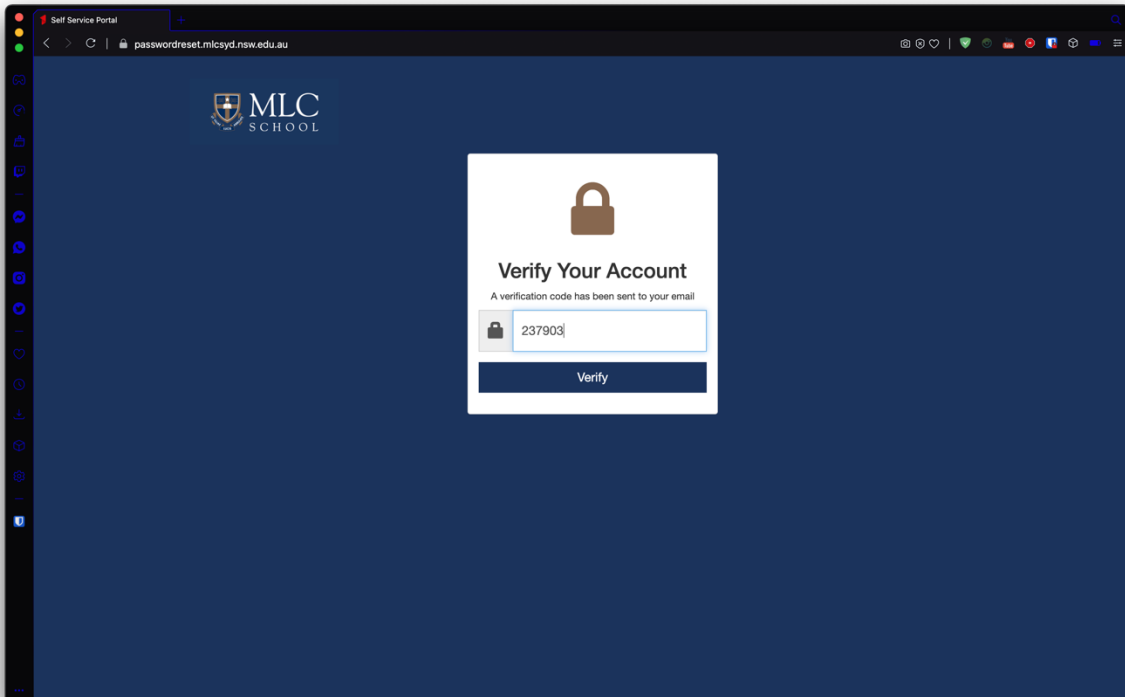 Self Service Portal
passwordreset.mlcsyd.nsw.edu.au
MLC
SCHOOL
Verify Your Account
A verification code has been sent to your email
237903
Verify